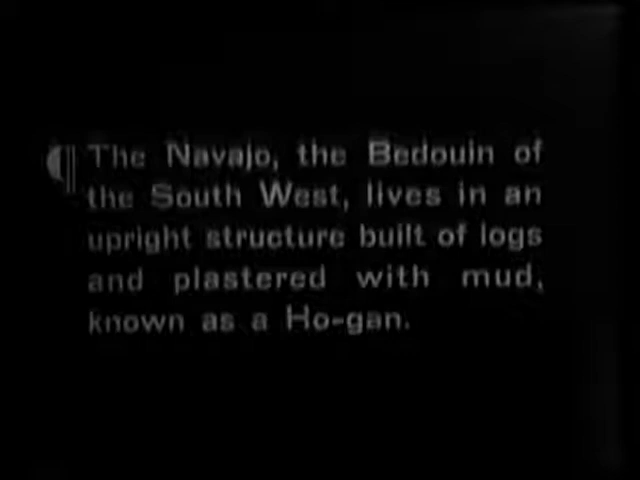 ¶ The Navajo, the Bedouin of
the South West, lives in an
upright structure built of logs
and plastered with mud,
known as a Ho-gan.